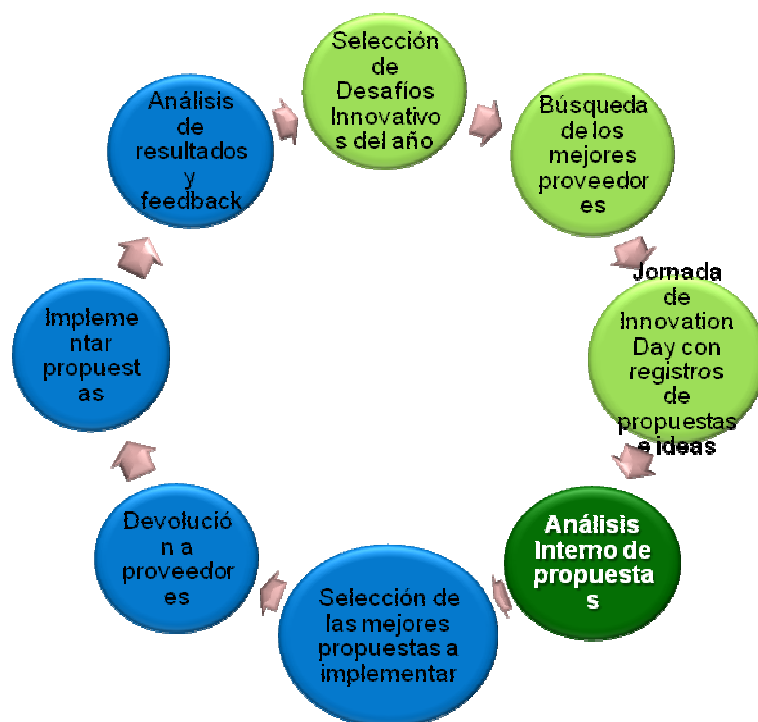 Selección
de
Desafíos
Innovativo
s del año
Búsqueda
de los
mejores
proveedor
es
Jornada
de
Innovation
Day con
registros
de
propuestas
e ideas
Análisis
Interno de
propuesta
s
Selección de
las mejores
propuestas a
implementar
Devolució
n a
proveedor
es
Impleme
ntar
propuest
as
Análisis
de
resultados
y
feedback